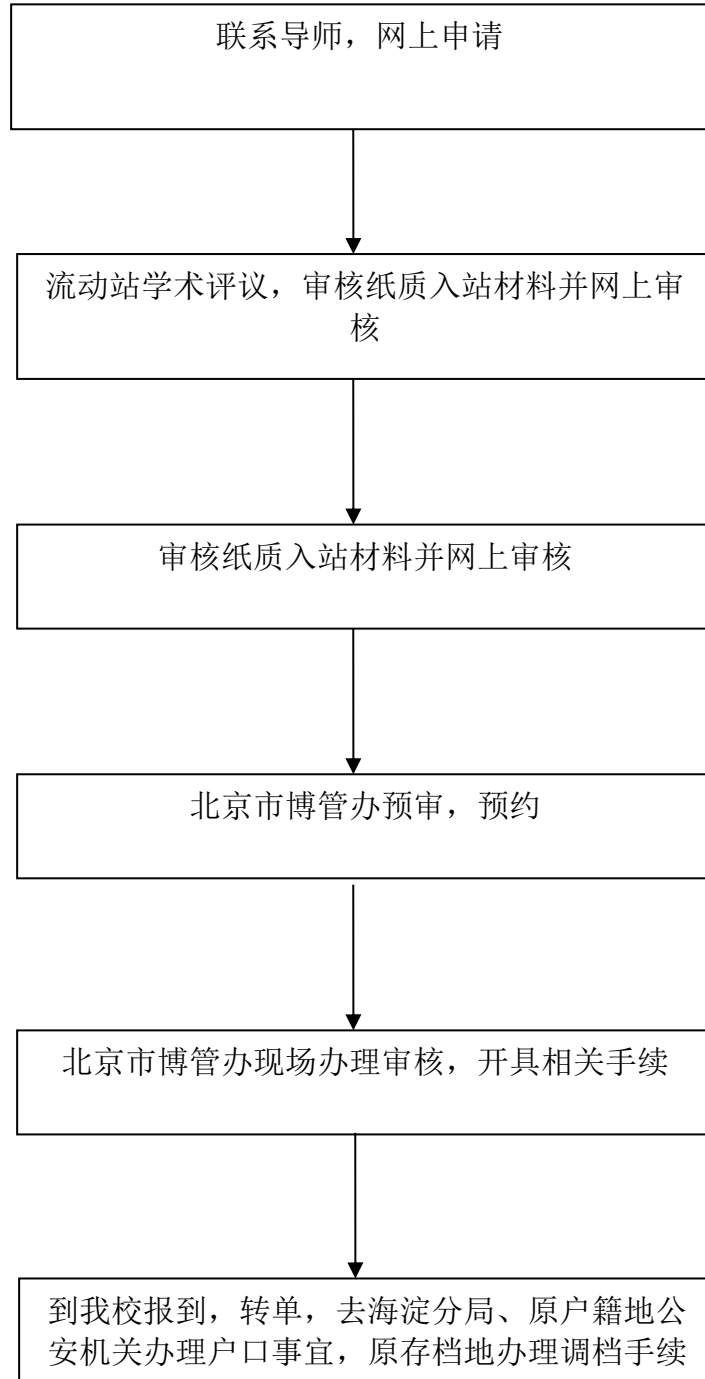 联系导师，网上申请
流动站学术评议，审核纸质入站材料并网上审
核
审核纸质入站材料并网上审核
北京市博管办预审，预约
北京市博管办现场办理审核，开具相关手续
到我校报到，转单，去海淀分局、原户籍地公
安机关办理户口事宜，原存档地办理调档手续